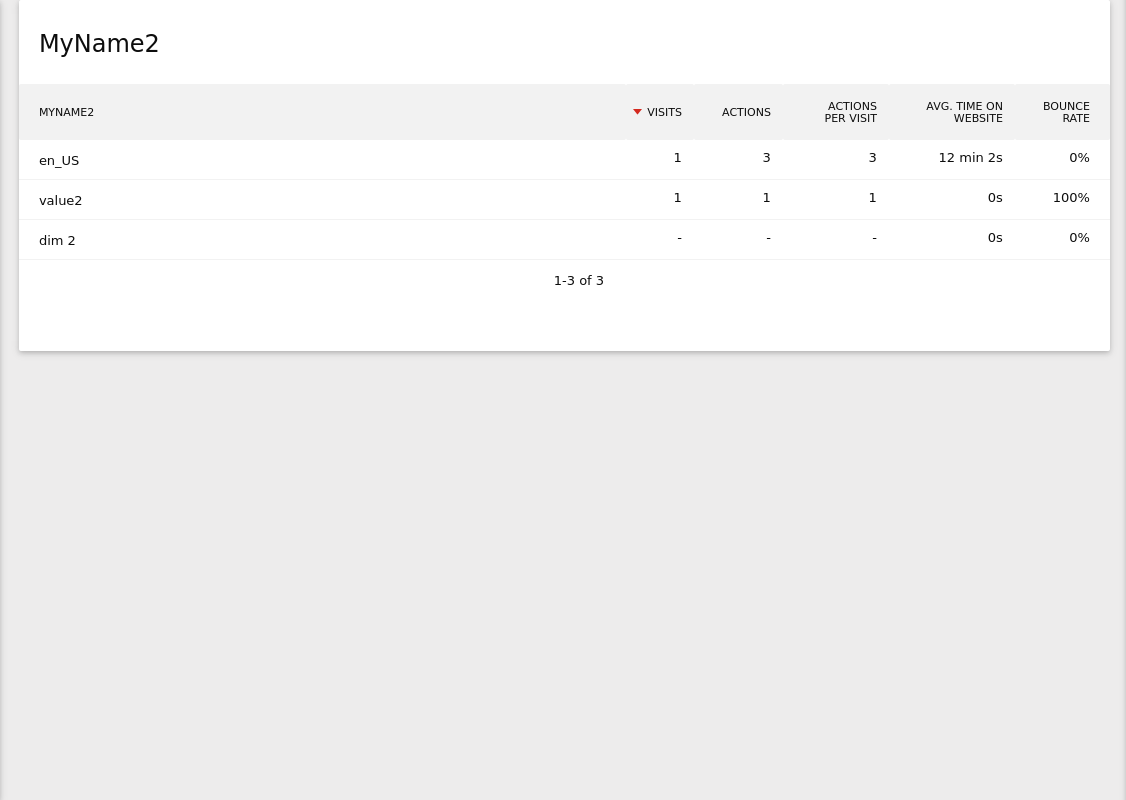 MyName2
MYNAME2 VISITS ACTIONS ACTIONS PER VISIT AVG. TIME ON WEBSITE BOUNCE RATE
en_US 1 3 3 12 min 2s 0%
value2 1 1 1 0s 100%
dim 2 - - - 0s 0%
1-3 of 3